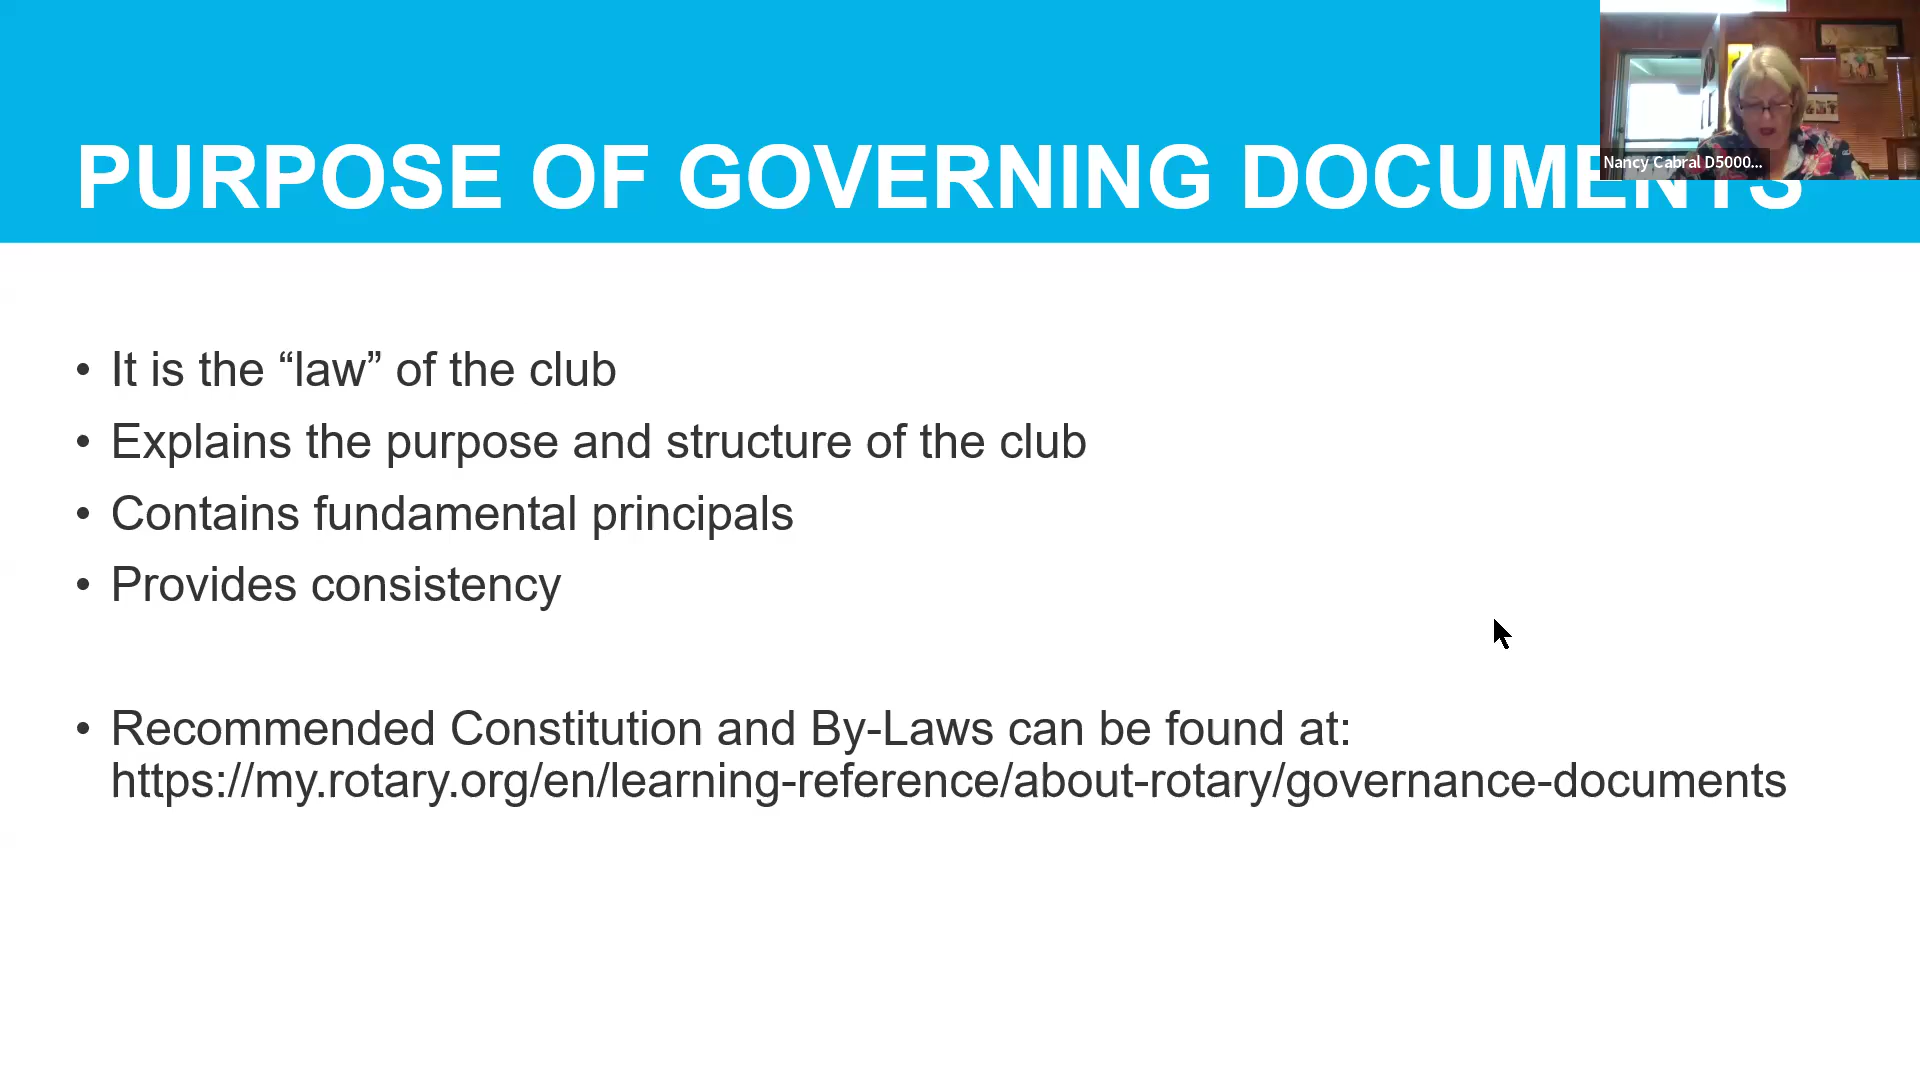 PURPOSE OF GOVERNING DOCUMENTS
Nancy Cabral D5000...
• It is the “law” of the club
• Explains the purpose and structure of the club
• Contains fundamental principals
• Provides consistency
• Recommended Constitution and By-Laws can be found at:
https://my.rotary.org/en/learning-reference/about-rotary/governance-documents